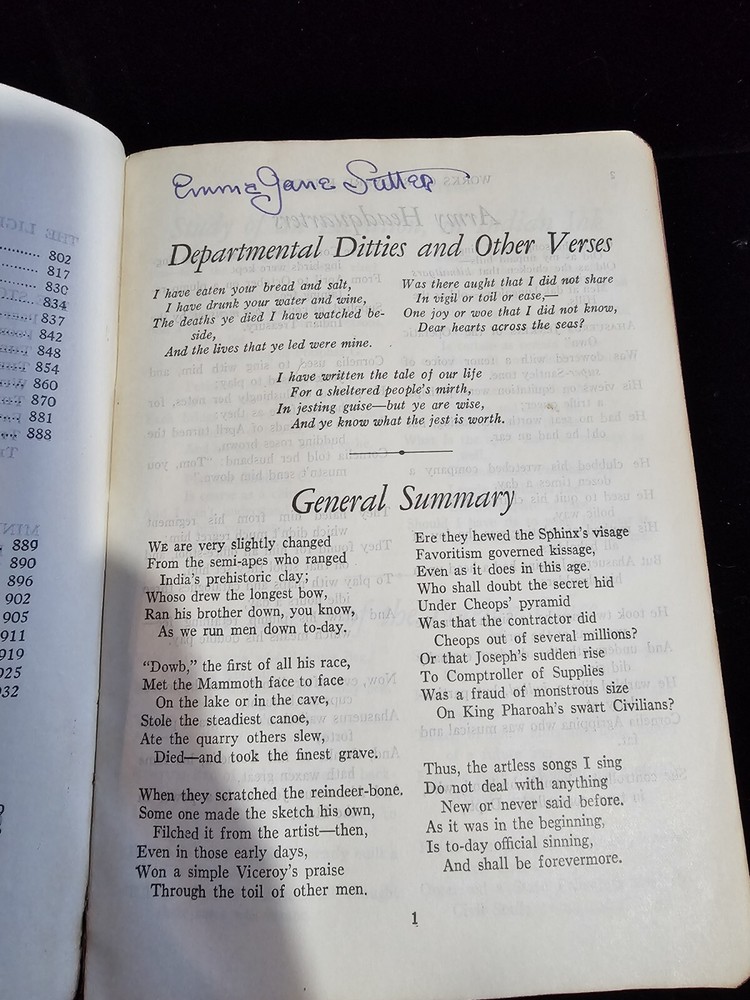 THE LIGH
802
817
830
834
837
842
848
854
860
870
881
888
MIN
889
890
896
902
905
911
919
925
932
Emma Jane Sutter
Departmental Ditties and Other Verses
I have eaten your bread and salt,
I have drunk your water and wine,
The deaths ye died I have watched be-
side,
And the lives that ye led were mine.
Was there aught that I did not share
In vigil or toil or ease,—
One joy or woe that I did not know,
Dear hearts across the seas?
I have written the tale of our life
For a sheltered people's mirth,
In jesting guise—but ye are wise,
And ye know what the jest is worth.
General Summary
WE are very slightly changed
From the semi-apes who ranged
India's prehistoric clay;
Whoso drew the longest bow,
Ran his brother down, you know,
As we run men down to-day.
"Dowb," the first of all his race,
Met the Mammoth face to face
On the lake or in the cave,
Stole the steadiest canoe,
Ate the quarry others slew,
Died—and took the finest grave.
When they scratched the reindeer-bone.
Some one made the sketch his own,
Filched it from the artist—then,
Even in those early days,
Won a simple Viceroy's praise
Through the toil of other men.
Ere they hewed the Sphinx's visage
Favoritism governed kissage,
Even as it does in this age.
Who shall doubt the secret hid
Under Cheops' pyramid
Was that the contractor did
Cheops out of several millions?
Or that Joseph's sudden rise
To Comptroller of Supplies
Was a fraud of monstrous size
On King Pharoah's swart Civilians?
Thus, the artless songs I sing
Do not deal with anything
New or never said before.
As it was in the beginning,
Is to-day official sinning,
And shall be forevermore.
1